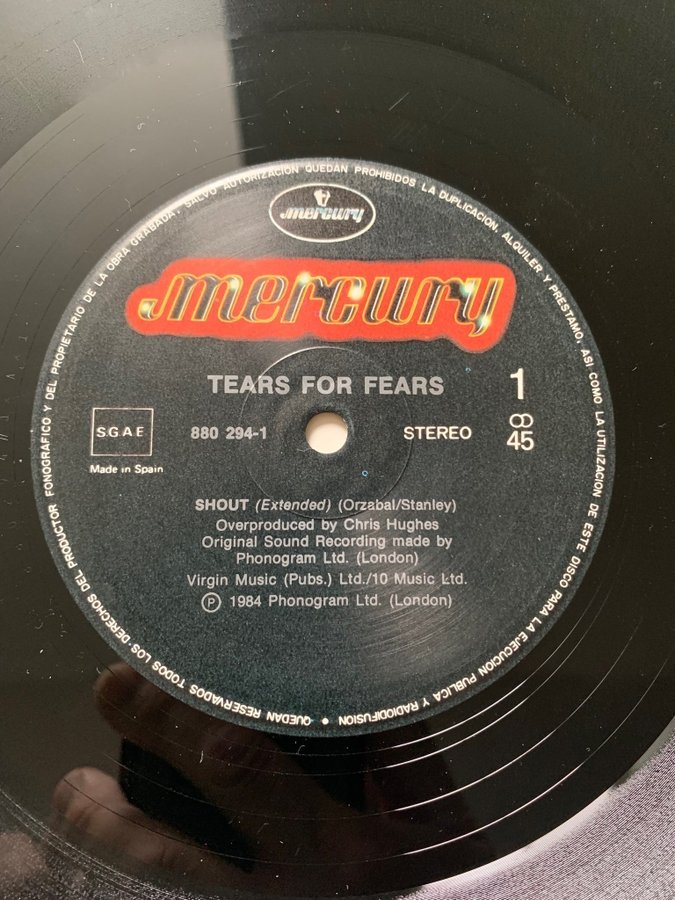 QUEDAN RESERVADOS TODOS LOS DERECHOS DEL PRODUCTOR FONOGRAFICO Y DEL PROPIETARIO DE LA OBRA GRABADA, SALVO AUTORIZACION QUEDAN PROHIBIDOS LA DUPLICACION, ALQUILER Y PRESTAMO, ASI COMO LA UTILIZACION DE ESTE DISCO PARA LA EJECUCION PUBLICA Y RADIODIFUSION •
mercury
mercury
TEARS FOR FEARS 1
S.G.A.E 880 294-1 STEREO 45
Made in Spain
SHOUT (Extended) (Orzabal/Stanley)
Overproduced by Chris Hughes
Original Sound Recording made by
Phonogram Ltd. (London)
Virgin Music (Pubs.) Ltd./10 Music Ltd.
Ⓟ 1984 Phonogram Ltd. (London)